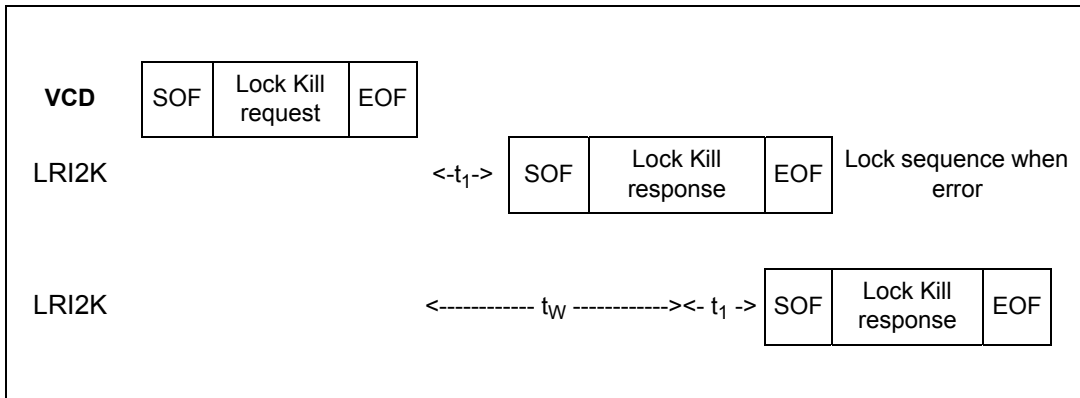 VCD SOF Lock Kill request EOF
LRI2K <-t1-> SOF Lock Kill response EOF Lock sequence when error
LRI2K <------------ tW ------------><- t1 -> SOF Lock Kill response EOF